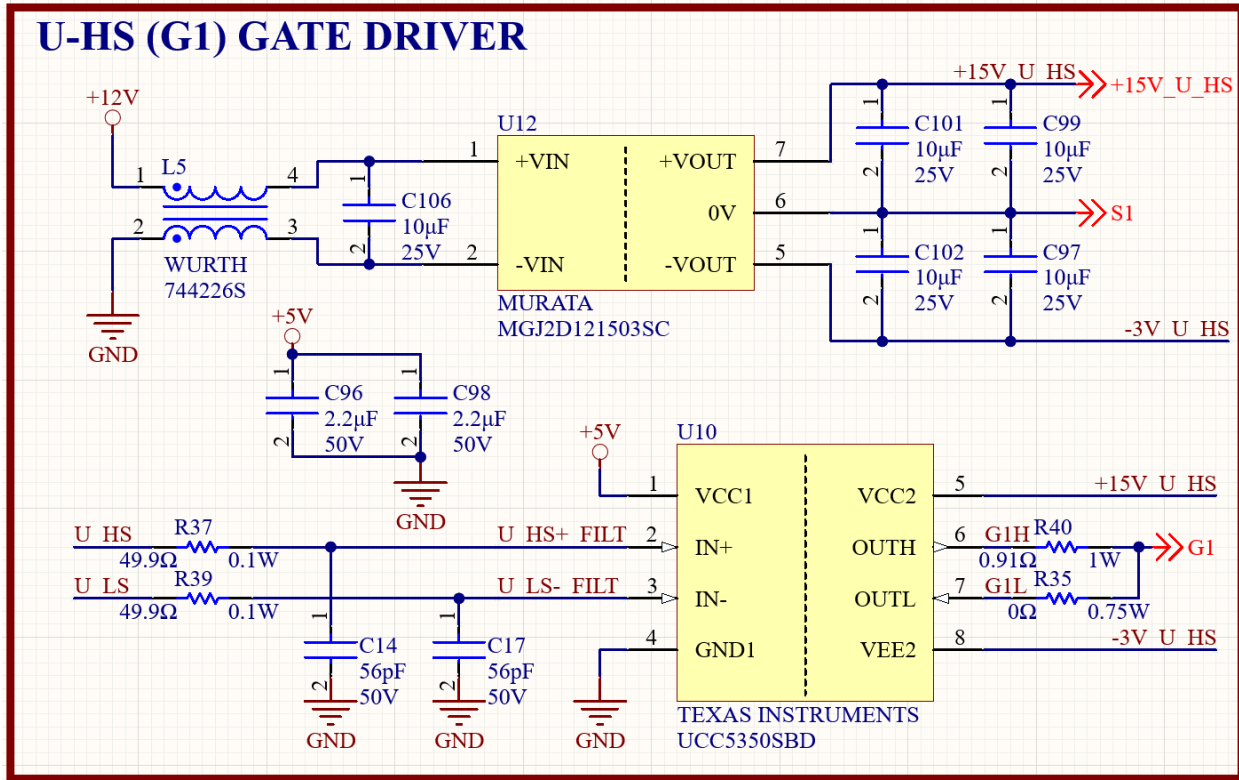 U-HS (G1) GATE DRIVER
+12V
L5
1
4
2
3
WURTH
744226S
GND
1
C106
10µF
25V
2
U12
1
+VIN
+VOUT
7
0V
6
2
-VIN
-VOUT
5
MURATA
MGJ2D121503SC
+15V_U_HS
+15V_U_HS
1
C101
10µF
25V
2
1
C99
10µF
25V
2
S1
1
C102
10µF
25V
2
1
C97
10µF
25V
2
-3V_U_HS
+5V
1
C96
2.2µF
50V
2
1
C98
2.2µF
50V
2
GND
+5V
U10
1
VCC1
VCC2
5
+15V_U_HS
U_HS
R37
49.9Ω
0.1W
U_HS+_FILT
2
IN+
OUTH
6
G1H
R40
0.91Ω
1W
G1
U_LS
R39
49.9Ω
0.1W
U_LS-_FILT
3
IN-
OUTL
7
G1L
R35
0Ω
0.75W
4
GND1
VEE2
8
-3V_U_HS
1
C14
56pF
50V
2
GND
1
C17
56pF
50V
2
GND
GND
TEXAS INSTRUMENTS
UCC5350SBD